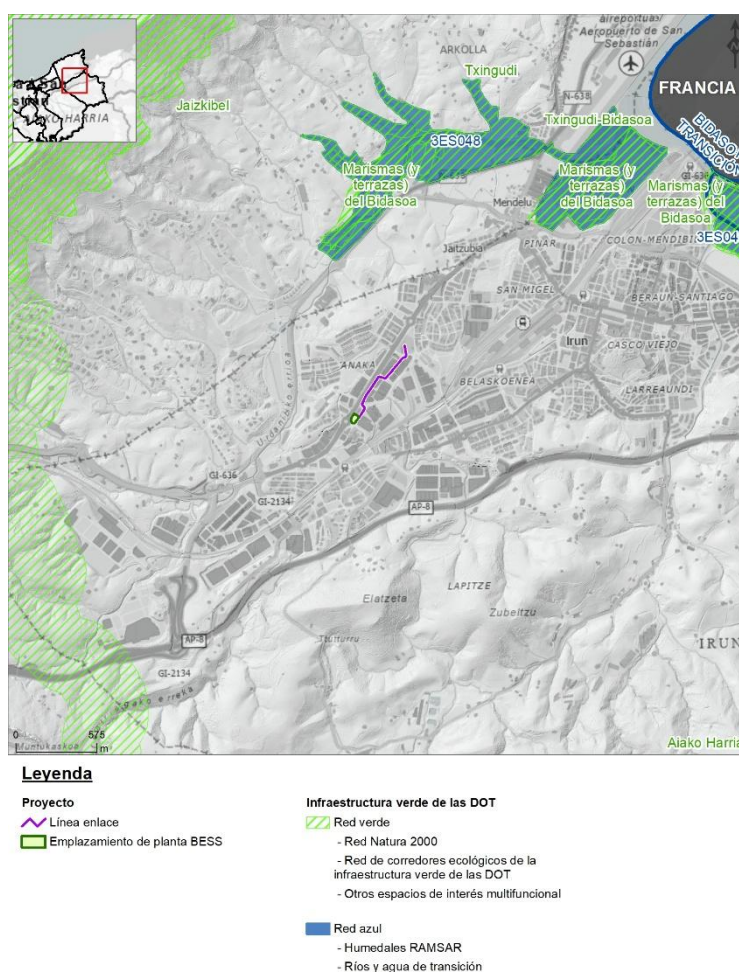 aireportua/
Aeropuerto de San
Sebastián
ARKOLLA
Txingudi
FRANCIA
Jaizkibel
N-638
3ES048
Txingudi-Bidasoa
BIDASOA
TRANSICIÓN
Marismas (y
terrazas)
del Bidasoa
Marismas (y
terrazas)
del Bidasoa
GI-636
Marismas (y
terrazas) del
Bidasoa
Mendelu
Jaitzubia
PINAR
COLON-MENDIBIL
3ES04
SAN MIGEL
BERAUN-SANTIAGO
Irun
CASCO VIEJO
ANAKA
BELASKOENEA
LARREAUNDI
GI-636
GI-2134
AP-8
LAPITZE
Elatzeta
Zubeltzu
IRUN
AP-8
GI-2134
0 575
m
Aiako Harria
Leyenda
Proyecto
Línea enlace
Emplazamiento de planta BESS
Infraestructura verde de las DOT
Red verde
- Red Natura 2000
- Red de corredores ecológicos de la
infraestructura verde de las DOT
- Otros espacios de interés multifuncional
Red azul
- Humedales RAMSAR
- Ríos y agua de transición